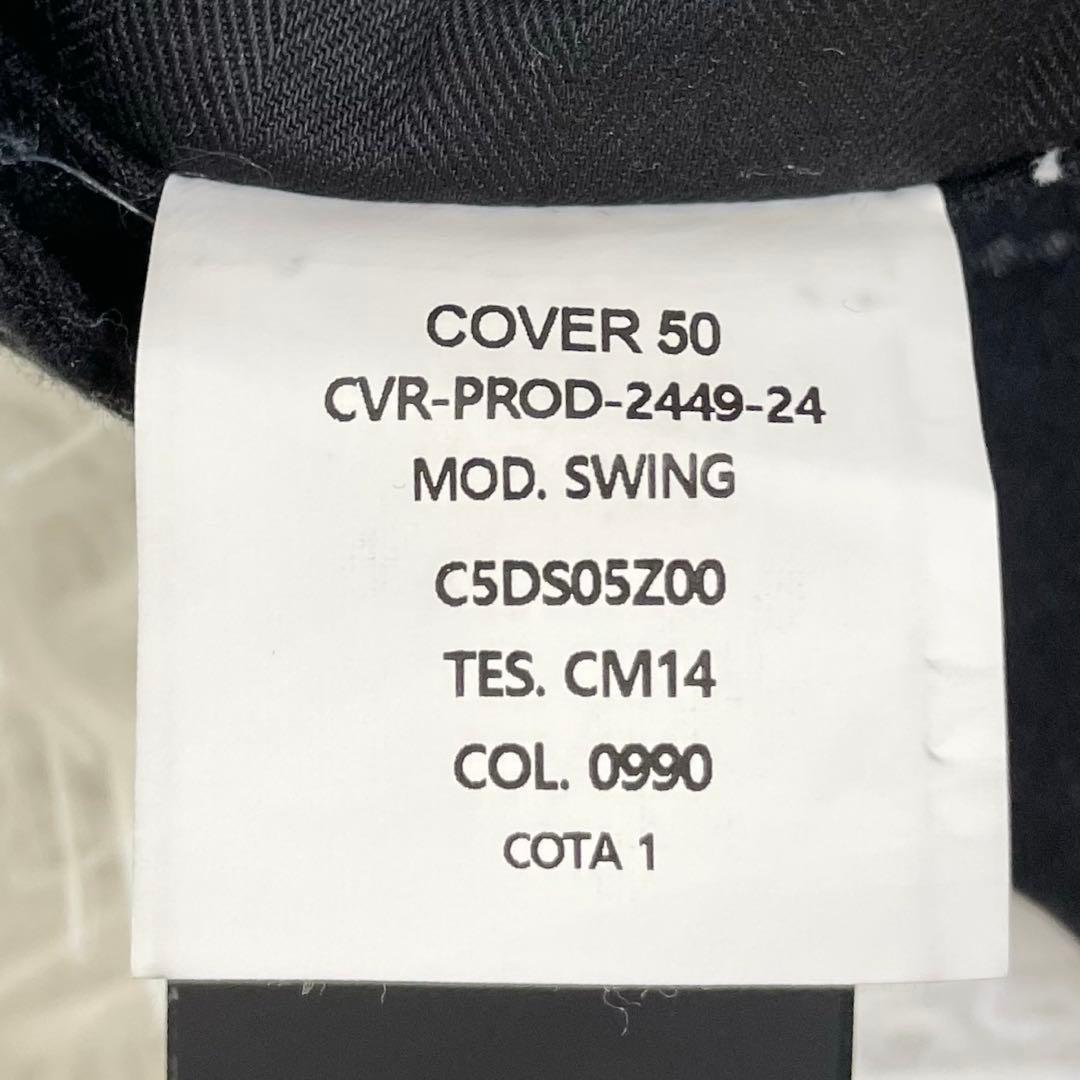 COVER 50
CVR-PROD-2449-24
MOD. SWING
C5DS05Z00
TES. CM14
COL. 0990
COTA 1